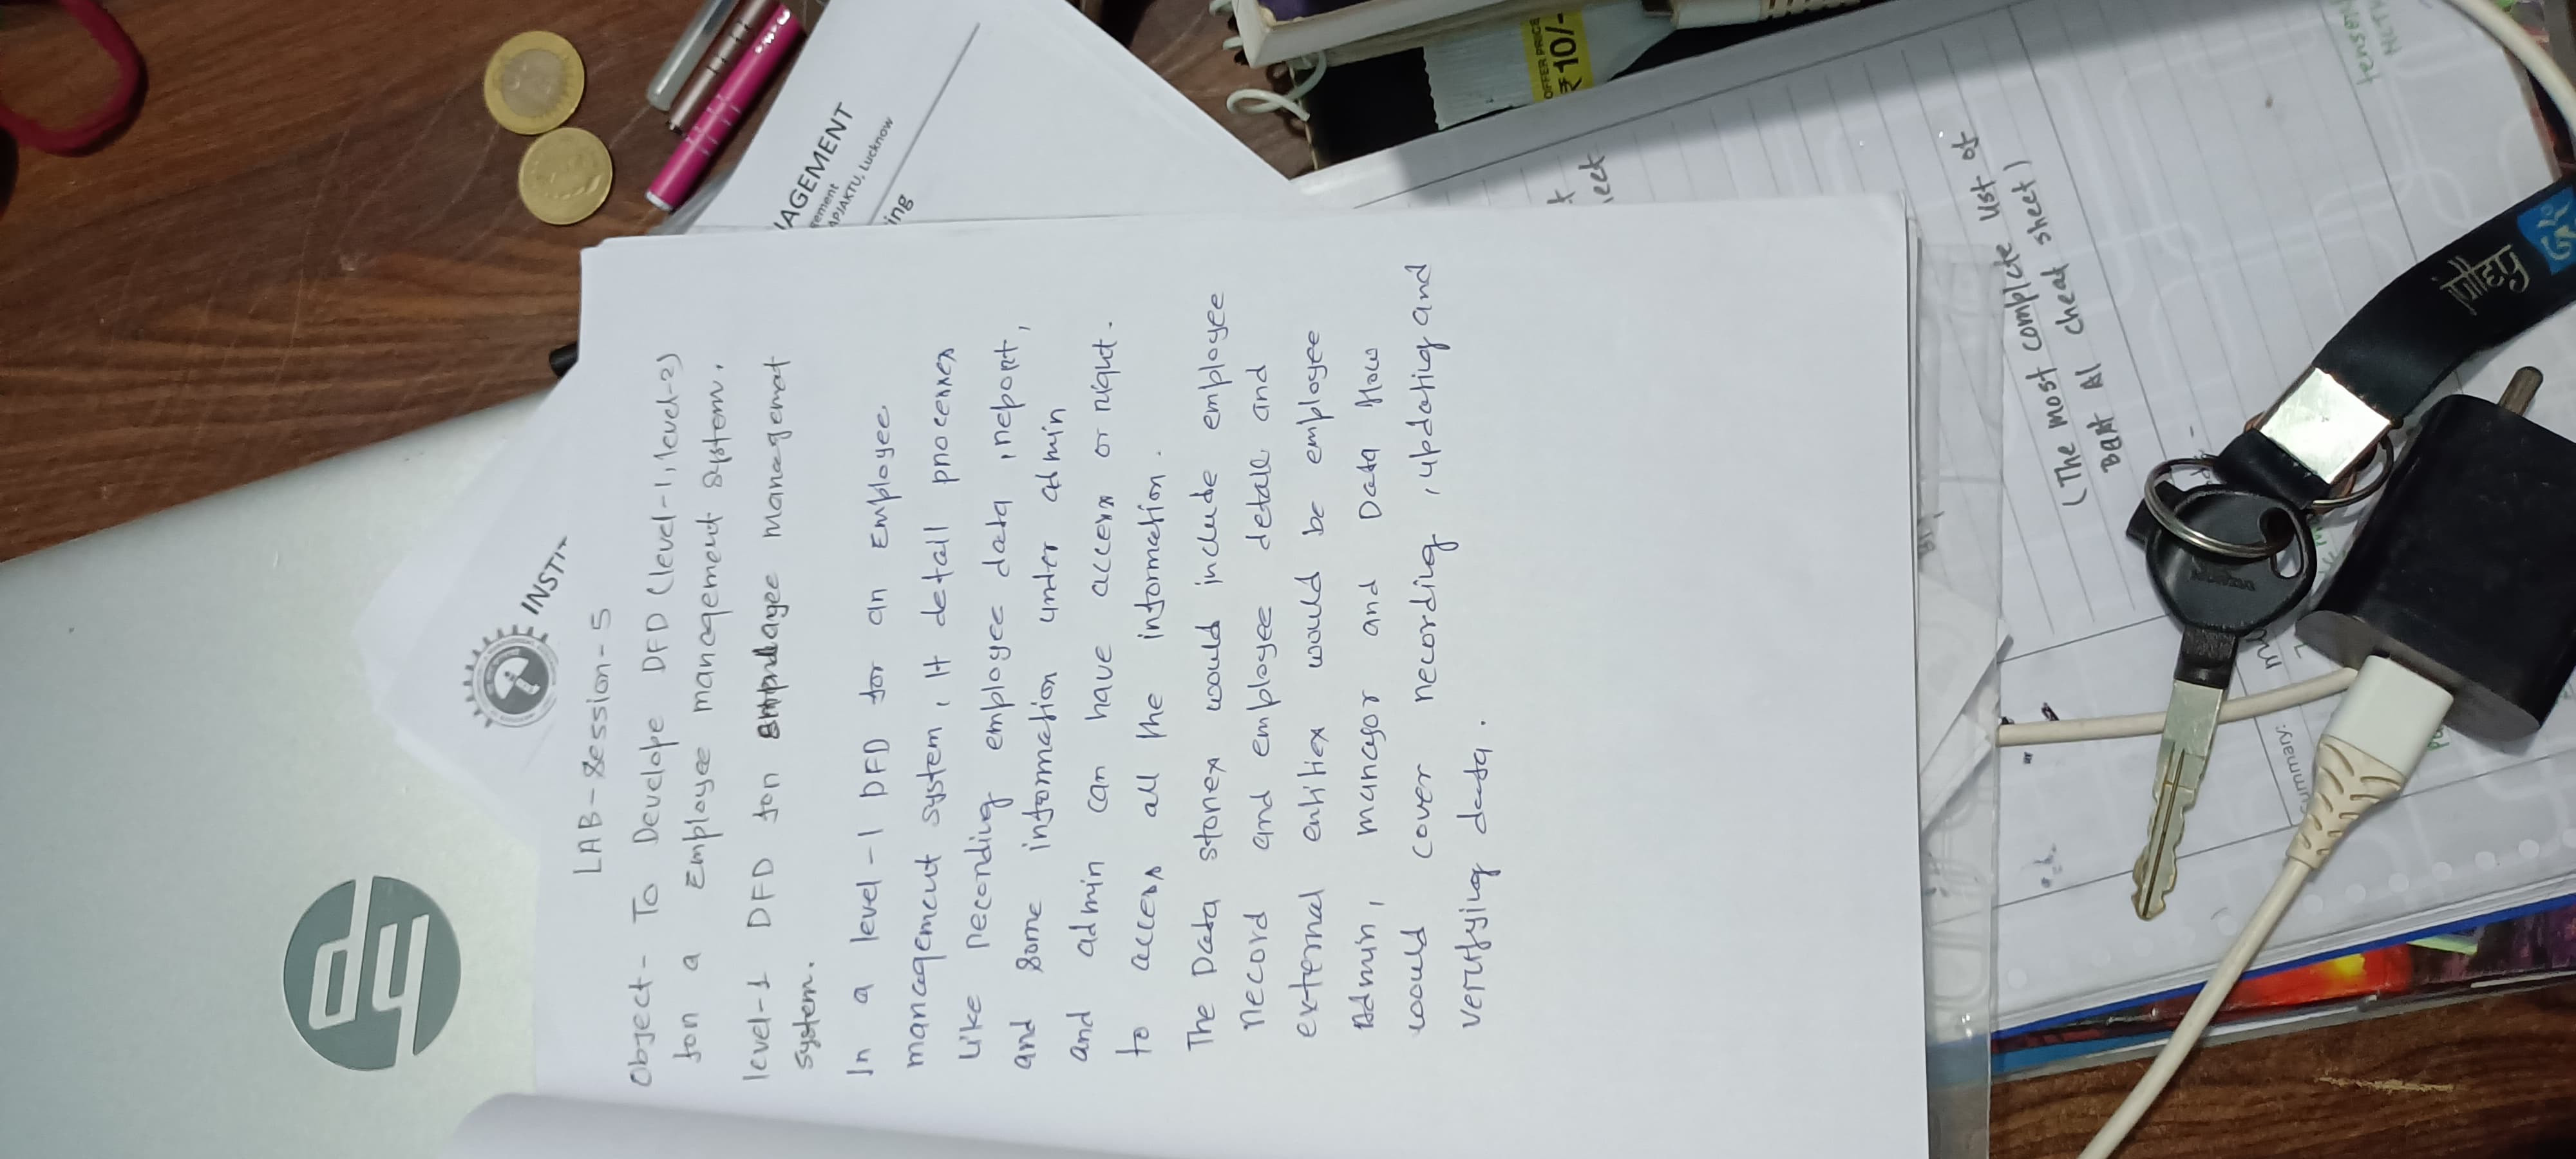 LAB-Session-5
Object- To Develope DFD (level-1, level-2)
for a Employee management system.
level-1 DFD for employee Management
system.
In a level-1 DFD for an Employee
management system, It detail processes
Like recording employee data, report,
and Some information under admin
and admin can have access or right.
to access all the information.
The Data stores would include employee
record and employee detail and
external entities would be employee
Admin, manager and Data flow
would cover recording, updating and
verifying data.
hp
INSTI
AGEMENT
APJAKTU, Lucknow
ing
OFFER PRICE
₹10/-
(The most complete List of
Best AI cheat sheet)
Summary: